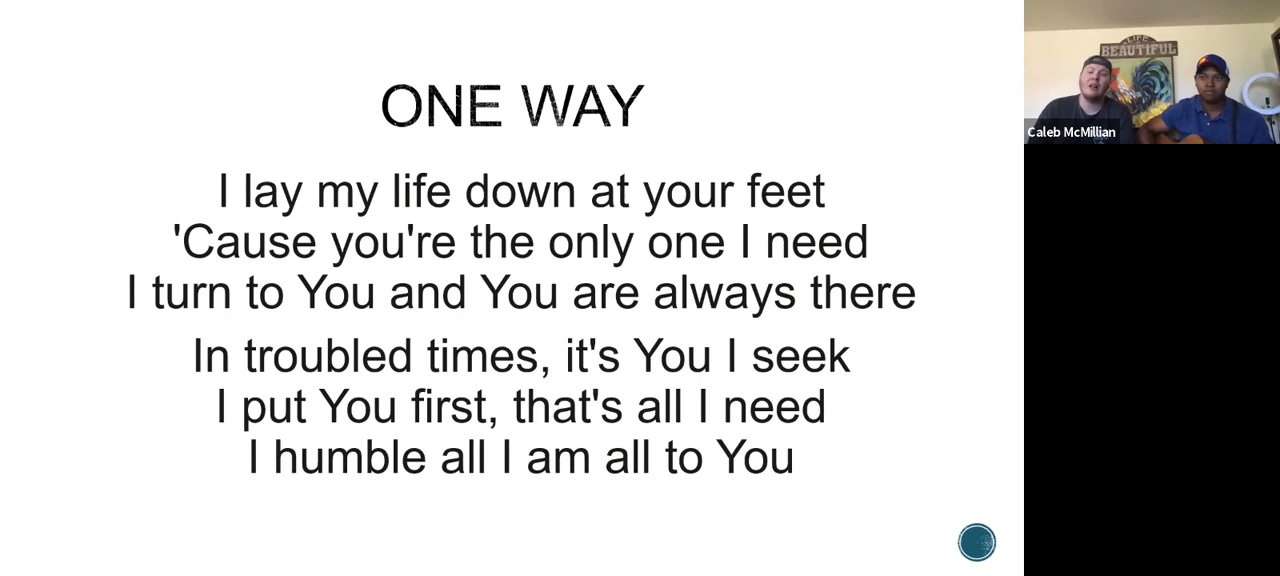 ONE WAY
I lay my life down at your feet
'Cause you're the only one I need
I turn to You and You are always there
In troubled times, it's You I seek
I put You first, that's all I need
I humble all I am all to You
LIFE
BEAUTIFUL
Caleb McMillian